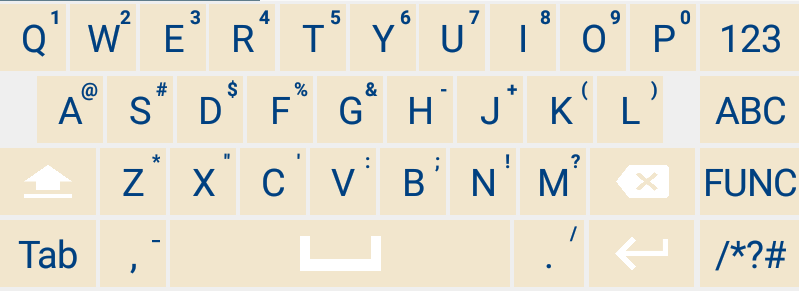 Q 1 W 2 E 3 R 4 T 5 Y 6 U 7 I 8 O 9 P 0 123
A @ S # D $ F % G & H - J + K ( L ) ABC
Z * X " C ' V : B ; N ! M ? FUNC
Tab , - . / /*?#